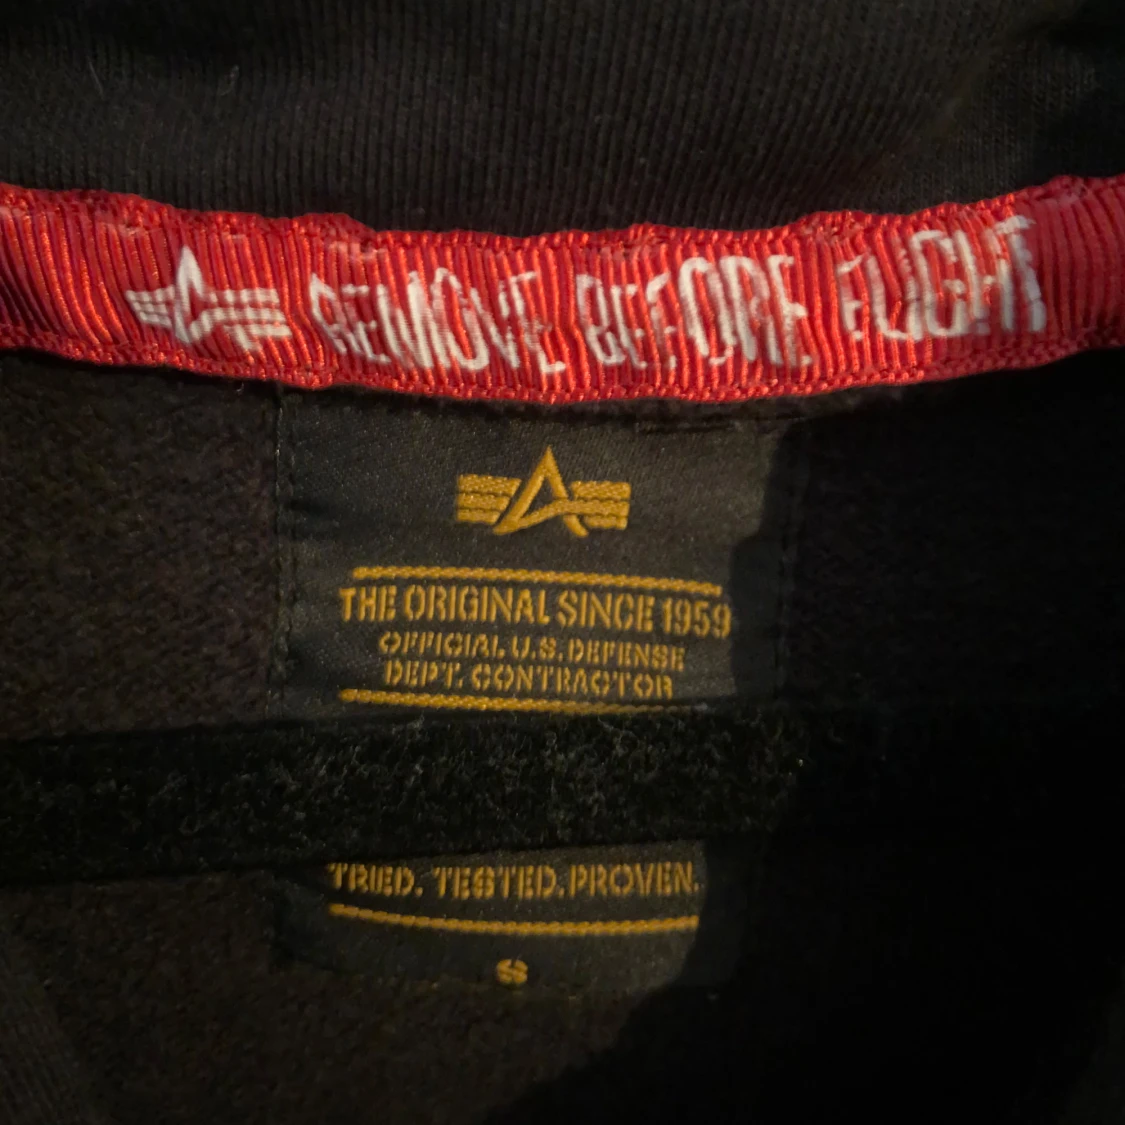 REMOVE BEFORE FLIGHT
THE ORIGINAL SINCE 1959
OFFICIAL U.S. DEFENSE
DEPT. CONTRACTOR
TRIED. TESTED. PROVEN.
S